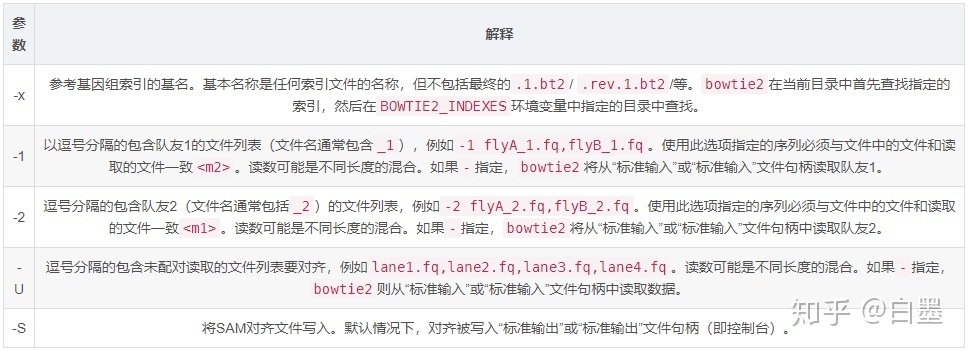 参
数
解释
-x
参考基因组索引的基名。基本名称是任何索引文件的名称，但不包括最终的 .1.bt2 / .rev.1.bt2 /等。 bowtie2 在当前目录中首先查找指定的
索引，然后在 BOWTIE2_INDEXES 环境变量中指定的目录中查找。
-1
以逗号分隔的包含队友1的文件列表（文件名通常包含 _1 ），例如 -1 flyA_1.fq,flyB_1.fq 。使用此选项指定的序列必须与文件中的文件和读
取的文件一致 <m2> 。读数可能是不同长度的混合。如果 - 指定， bowtie2 将从“标准输入”或“标准输入”文件句柄读取队友1。
-2
逗号分隔的包含队友2（文件名通常包括 _2 ）的文件列表，例如 -2 flyA_2.fq,flyB_2.fq 。使用此选项指定的序列必须与文件中的文件和读取
的文件一致 <m1> 。读数可能是不同长度的混合。如果 - 指定， bowtie2 将从“标准输入”或“标准输入”文件句柄中读取队友2。
-
U
逗号分隔的包含未配对读取的文件列表要对齐，例如 lane1.fq,lane2.fq,lane3.fq,lane4.fq 。读数可能是不同长度的混合。如果 - 指定，
bowtie2 则从“标准输入”或“标准输入”文件句柄中读取数据。
-S
将SAM对齐文件写入。默认情况下，对齐被写入“标准输出”或“标准输出”文件句柄（即控制台）。
知乎 @白墨